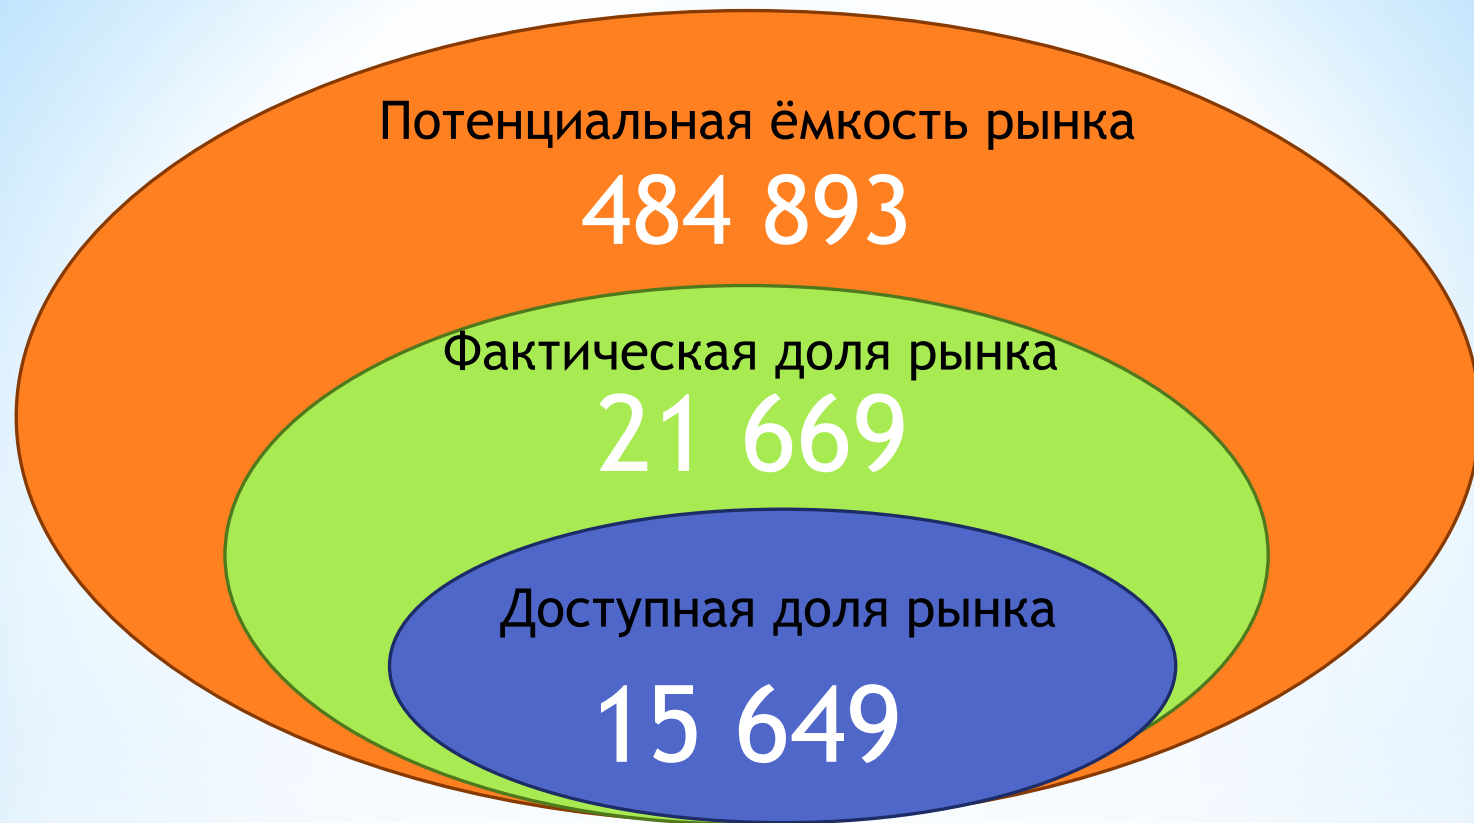 Потенциальная ёмкость рынка
484 893
Фактическая доля рынка
21 669
Доступная доля рынка
15 649